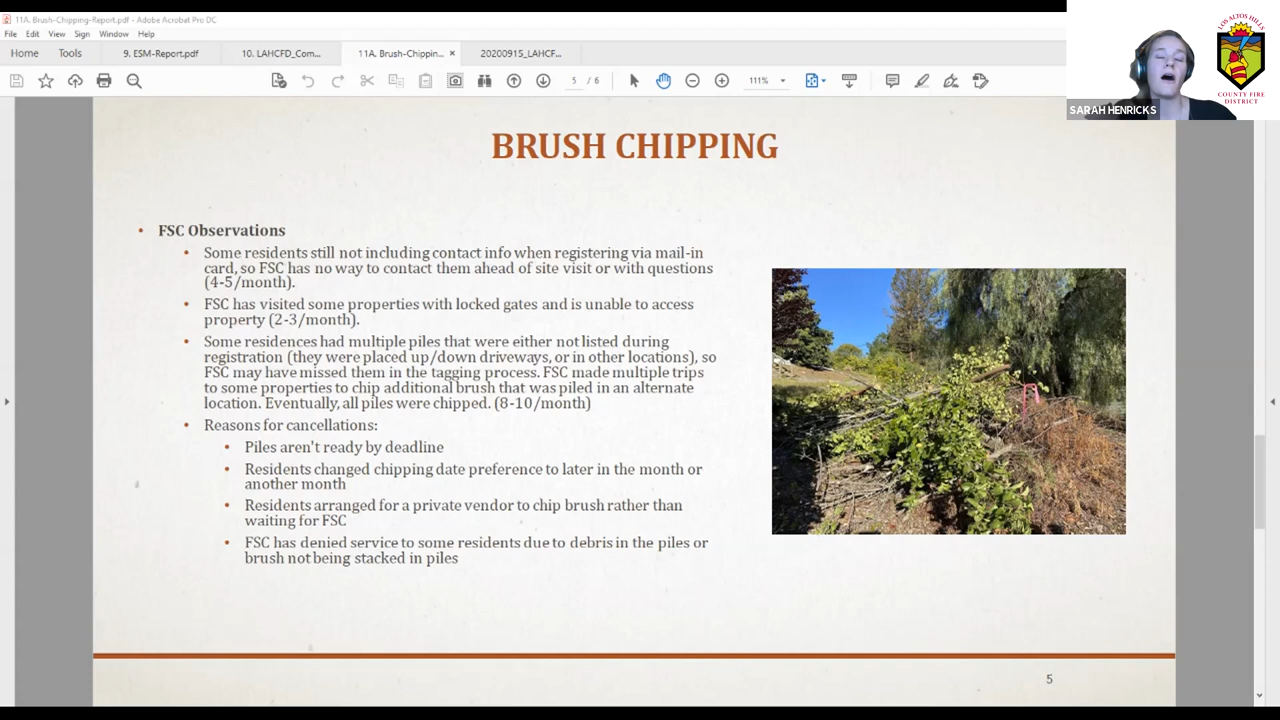 11A. Brush-Chipping-Report.pdf - Adobe Acrobat Pro DC
File Edit View Sign Window Help
Home Tools 9. ESM-Report.pdf 10. LAHCFD_Com... 11A. Brush-Chippin... × 20200915_LAHCF...
5 / 6 111%
LOS ALTOS HILLS
COUNTY FIRE
DISTRICT
SARAH HENRICKS
BRUSH CHIPPING
• FSC Observations
• Some residents still not including contact info when registering via mail-in
card, so FSC has no way to contact them ahead of site visit or with questions
(4-5/month).
• FSC has visited some properties with locked gates and is unable to access
property (2-3/month).
• Some residences had multiple piles that were either not listed during
registration (they were placed up/down driveways, or in other locations), so
FSC may have missed them in the tagging process. FSC made multiple trips
to some properties to chip additional brush that was piled in an alternate
location. Eventually, all piles were chipped. (8-10/month)
• Reasons for cancellations:
• Piles aren't ready by deadline
• Residents changed chipping date preference to later in the month or
another month
• Residents arranged for a private vendor to chip brush rather than
waiting for FSC
• FSC has denied service to some residents due to debris in the piles or
brush not being stacked in piles
5